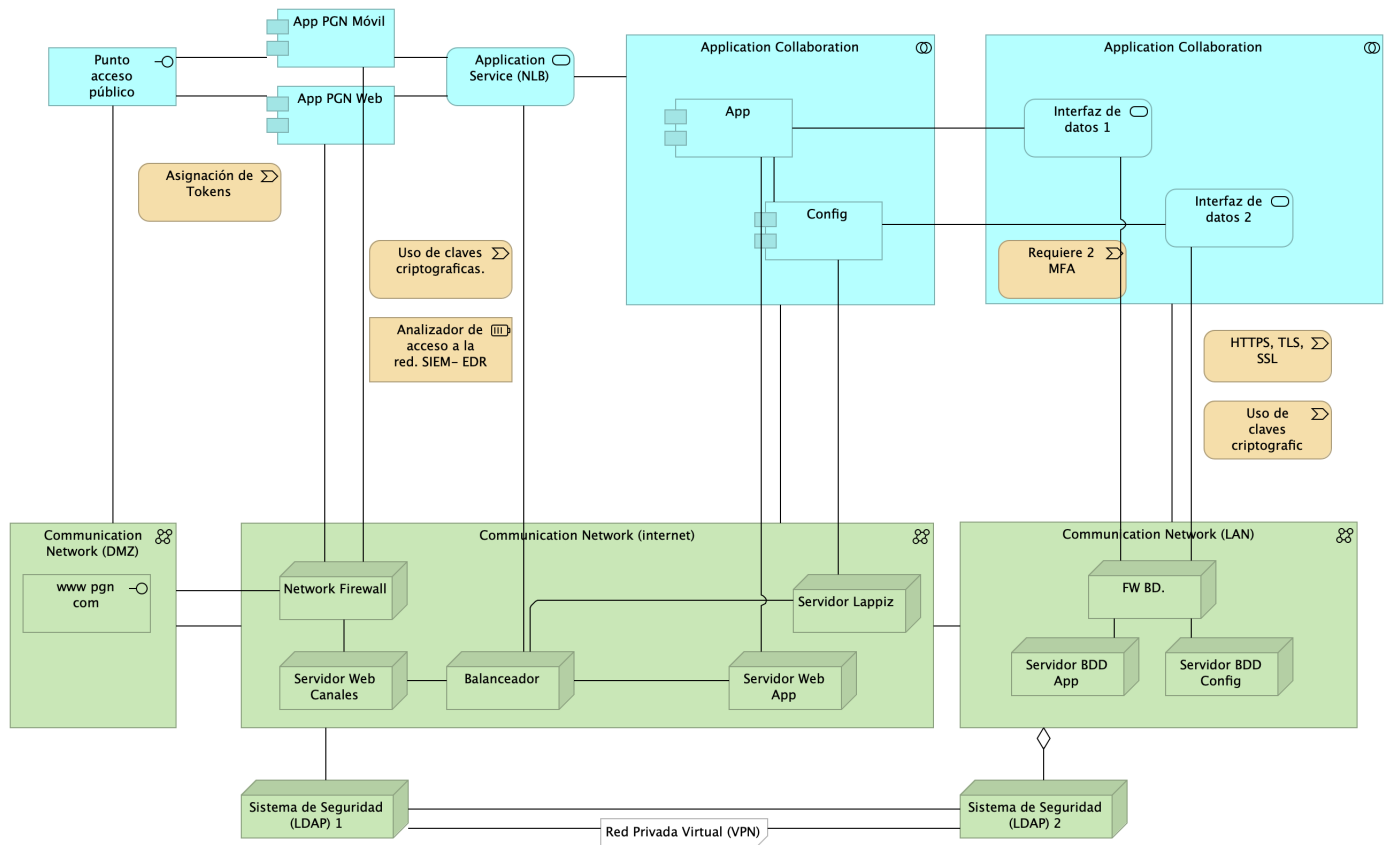 App PGN Móvil
Punto
acceso
público
App PGN Web
Application
Service (NLB)
Application Collaboration
Application Collaboration
App
Interfaz de
datos 1
Interfaz de
datos 2
Config
Asignación de
Tokens
Uso de claves
criptograficas.
Requiere 2
MFA
Analizador de
acceso a la
red. SIEM- EDR
HTTPS, TLS,
SSL
Uso de
claves
criptografic
Communication
Network (DMZ)
www pgn
com
Communication Network (internet)
Network Firewall
Servidor Lappiz
Servidor Web
Canales
Balanceador
Servidor Web
App
Communication Network (LAN)
FW BD.
Servidor BDD
App
Servidor BDD
Config
Sistema de Seguridad
(LDAP) 1
Sistema de Seguridad
(LDAP) 2
Red Privada Virtual (VPN)